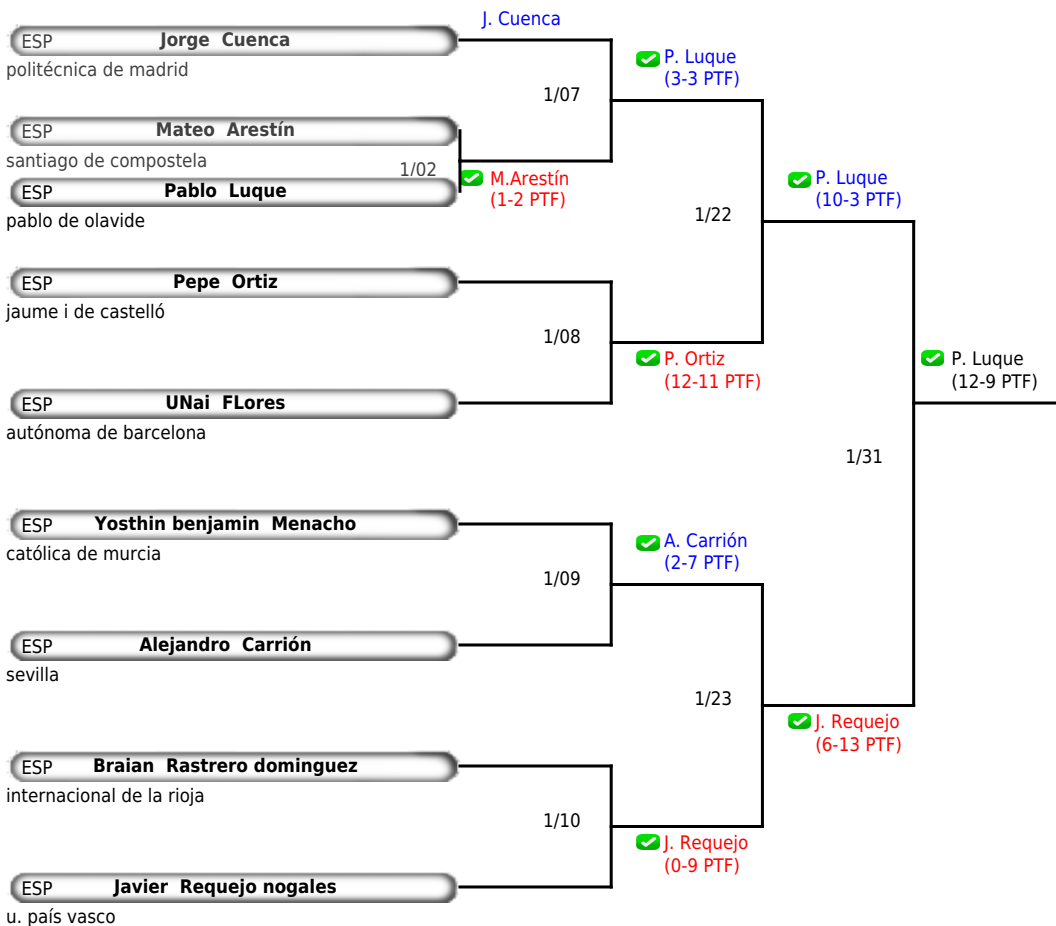 J. Cuenca
ESP Jorge Cuenca
politécnica de madrid
P. Luque
(3-3 PTF)
1/07
ESP Mateo Arestín
santiago de compostela
1/02
M.Arestín
(1-2 PTF)
ESP Pablo Luque
pablo de olavide
P. Luque
(10-3 PTF)
1/22
ESP Pepe Ortiz
jaume i de castelló
1/08
P. Ortiz
(12-11 PTF)
ESP UNai FLores
autónoma de barcelona
P. Luque
(12-9 PTF)
1/31
ESP Yosthin benjamin Menacho
católica de murcia
A. Carrión
(2-7 PTF)
1/09
ESP Alejandro Carrión
sevilla
1/23
J. Requejo
(6-13 PTF)
ESP Braian Rastrero dominguez
internacional de la rioja
1/10
J. Requejo
(0-9 PTF)
ESP Javier Requejo nogales
u. país vasco